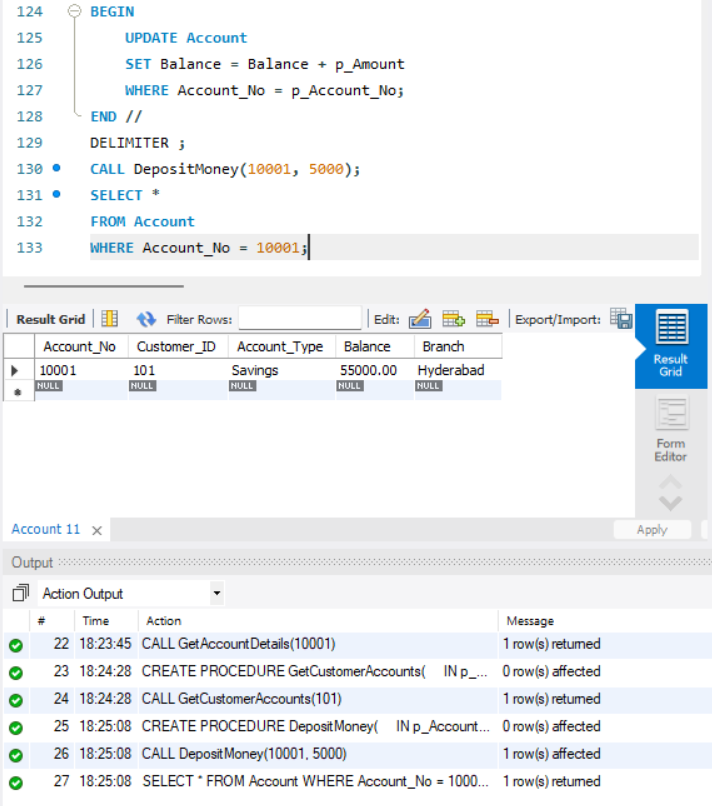 124 BEGIN
125 UPDATE Account
126 SET Balance = Balance + p_Amount
127 WHERE Account_No = p_Account_No;
128 END //
129 DELIMITER ;
130 CALL DepositMoney(10001, 5000);
131 SELECT *
132 FROM Account
133 WHERE Account_No = 10001;
Result Grid Filter Rows: Edit: Export/Import:
Account_No Customer_ID Account_Type Balance Branch
10001 101 Savings 55000.00 Hyderabad
NULL NULL NULL NULL NULL
Result
Grid
Form
Editor
Account 11 Apply
Output
Action Output
# Time Action Message
22 18:23:45 CALL GetAccountDetails(10001) 1 row(s) returned
23 18:24:28 CREATE PROCEDURE GetCustomerAccounts( IN p_... 0 row(s) affected
24 18:24:28 CALL GetCustomerAccounts(101) 1 row(s) returned
25 18:25:08 CREATE PROCEDURE DepositMoney( IN p_Account... 0 row(s) affected
26 18:25:08 CALL DepositMoney(10001, 5000) 1 row(s) affected
27 18:25:08 SELECT * FROM Account WHERE Account_No = 1000... 1 row(s) returned